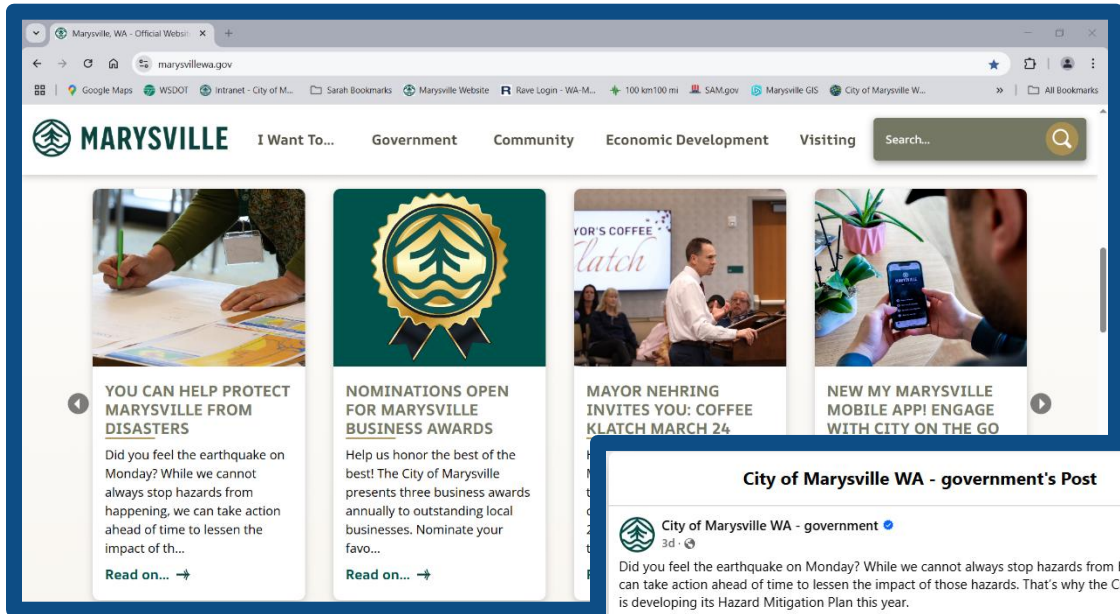 Marysville, WA - Official Websit
marysvillewa.gov
Google Maps WSDOT Intranet - City of M... Sarah Bookmarks Marysville Website Rave Login - WA-M... 100 km100 mi SAM.gov Marysville GIS City of Marysville W... » All Bookmarks
MARYSVILLE I Want To... Government Community Economic Development Visiting Search...
YOR'S COFFEE
latch
YOU CAN HELP PROTECT
MARYSVILLE FROM
DISASTERS
Did you feel the earthquake on
Monday? While we cannot
always stop hazards from
happening, we can take action
ahead of time to lessen the
impact of th...
Read on...
NOMINATIONS OPEN
FOR MARYSVILLE
BUSINESS AWARDS
Help us honor the best of the
best! The City of Marysville
presents three business awards
annually to outstanding local
businesses. Nominate your
favo...
Read on...
MAYOR NEHRING
INVITES YOU: COFFEE
KLATCH MARCH 24
NEW MY MARYSVILLE
MOBILE APP! ENGAGE
WITH CITY ON THE GO
City of Marysville WA - government's Post
City of Marysville WA - government
3d ·
Did you feel the earthquake on Monday? While we cannot always stop hazards from
can take action ahead of time to lessen the impact of those hazards. That's why the C
is developing its Hazard Mitigation Plan this year.